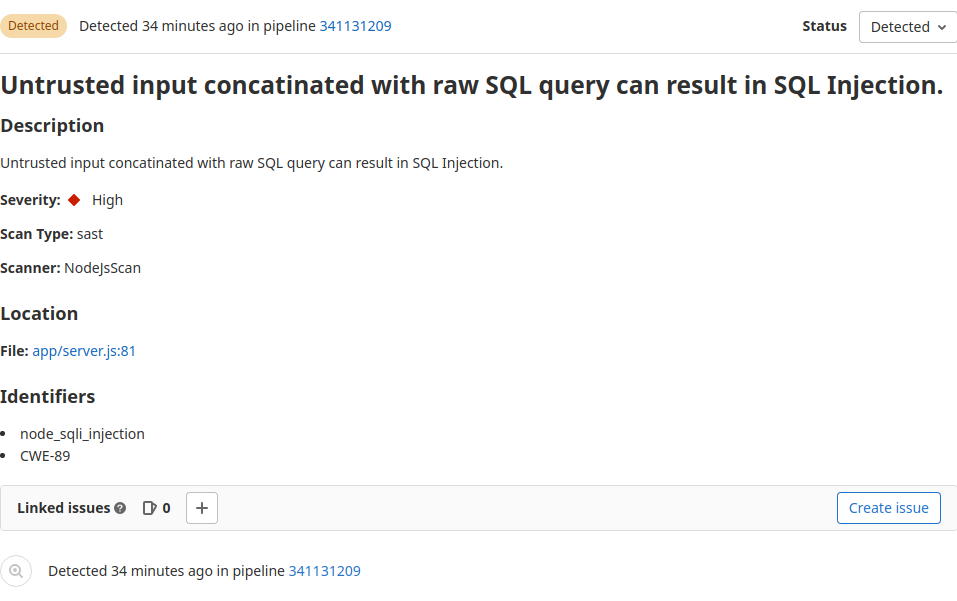 Detected Detected 34 minutes ago in pipeline 341131209 Status Detected
Untrusted input concatinated with raw SQL query can result in SQL Injection.
Description
Untrusted input concatinated with raw SQL query can result in SQL Injection.
Severity: High
Scan Type: sast
Scanner: NodeJsScan
Location
File: app/server.js:81
Identifiers
• node_sqli_injection
• CWE-89
Linked issues ? 0 + Create issue
Detected 34 minutes ago in pipeline 341131209